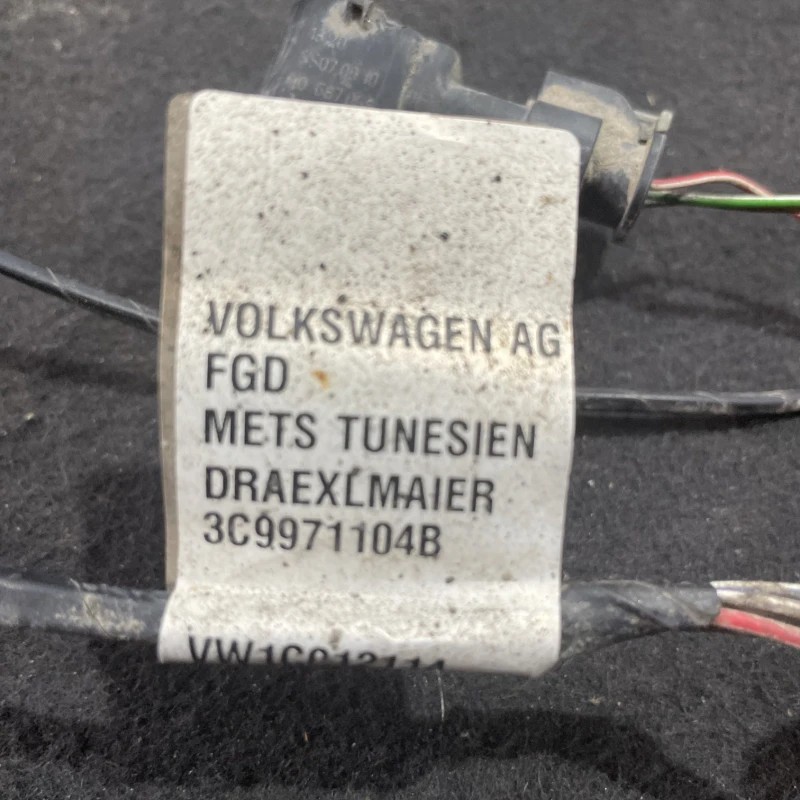 VOLKSWAGEN AG
FGD
METS TUNESIEN
DRAEXLMAIER
3C9971104B